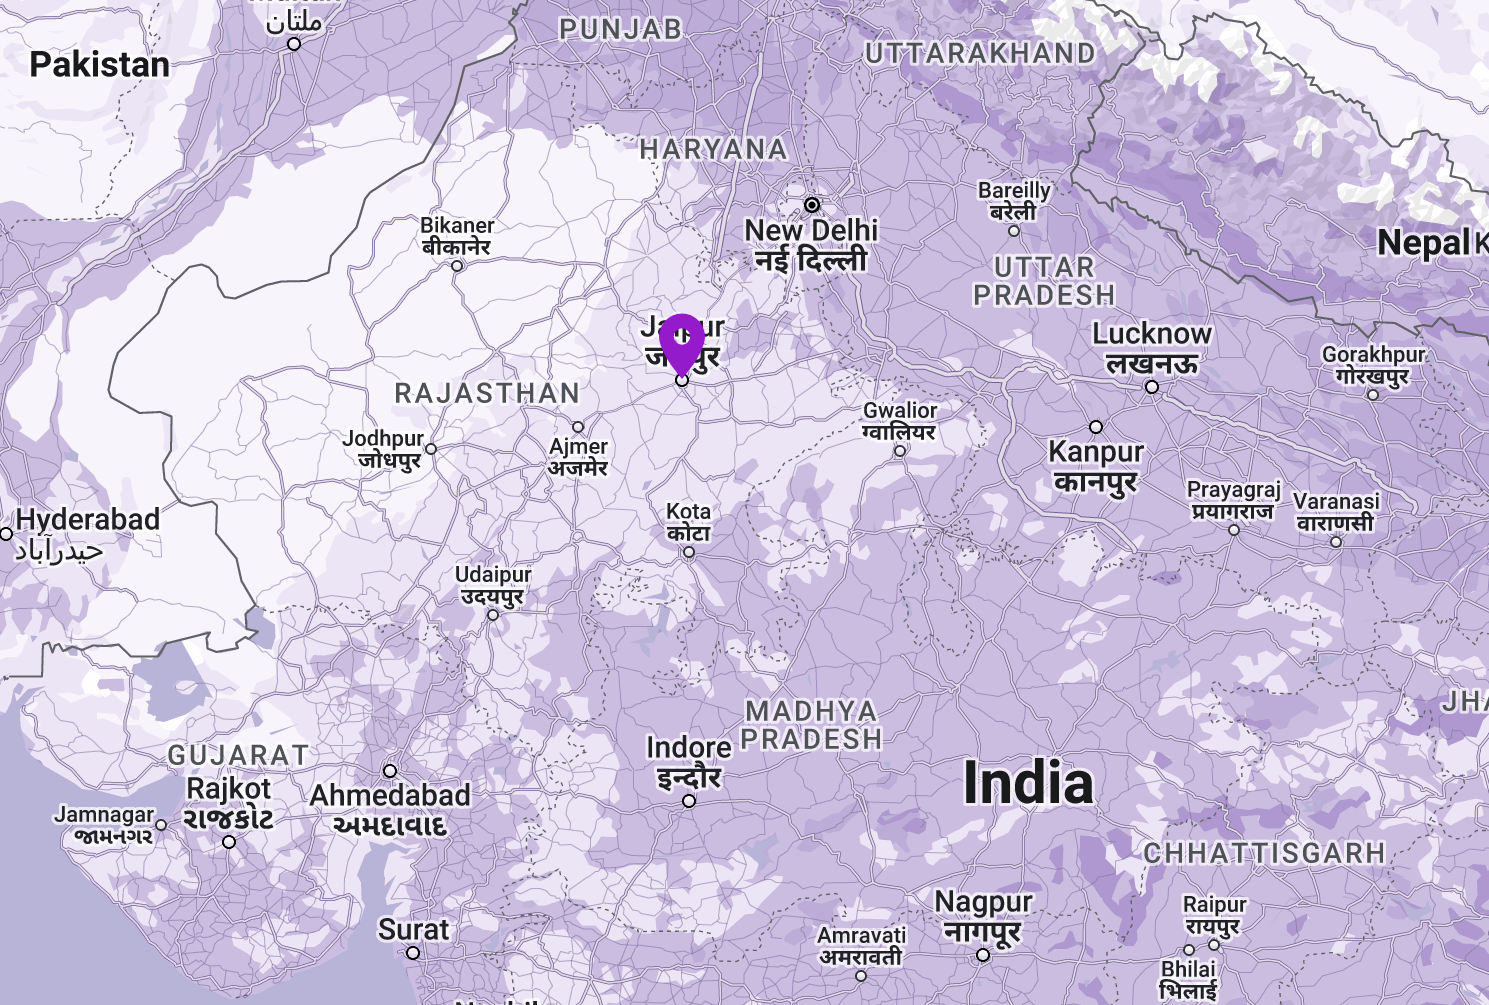 ملتان
PUNJAB
Pakistan
UTTARAKHAND
HARYANA
Bareilly
बरेली
Bikaner
बीकानेर
New Delhi
नई दिल्ली
Nepal
UTTAR
PRADESH
Lucknow
लखनऊ
Gorakhpur
गोरखपुर
RAJASTHAN
Jodhpur
जोधपुर
Ajmer
अजमेर
Gwalior
ग्वालियर
Kanpur
कानपुर
Prayagraj
प्रयागराज
Varanasi
वाराणसी
Kota
कोटा
Hyderabad
حيدرآباد
Udaipur
उदयपुर
MADHYA
PRADESH
Indore
इन्दौर
India
GUJARAT
Rajkot
રાજકોટ
Ahmedabad
અમદાવાદ
Jamnagar
જામનગર
CHHATTISGARH
Surat
Nagpur
नागपूर
Amravati
अमरावती
Raipur
रायपुर
Bhilai
भिलाई